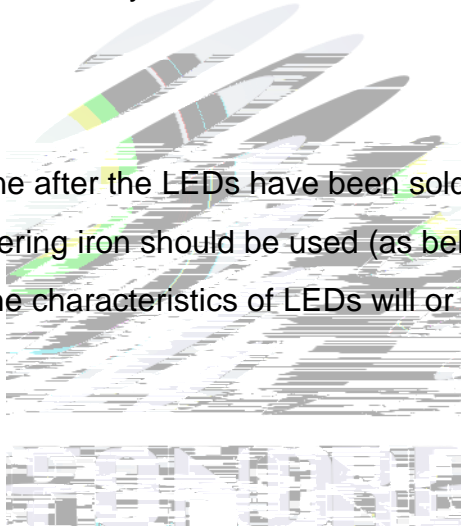 ne after the LEDs have been sold
ering iron should be used (as bel
ne characteristics of LEDs will or